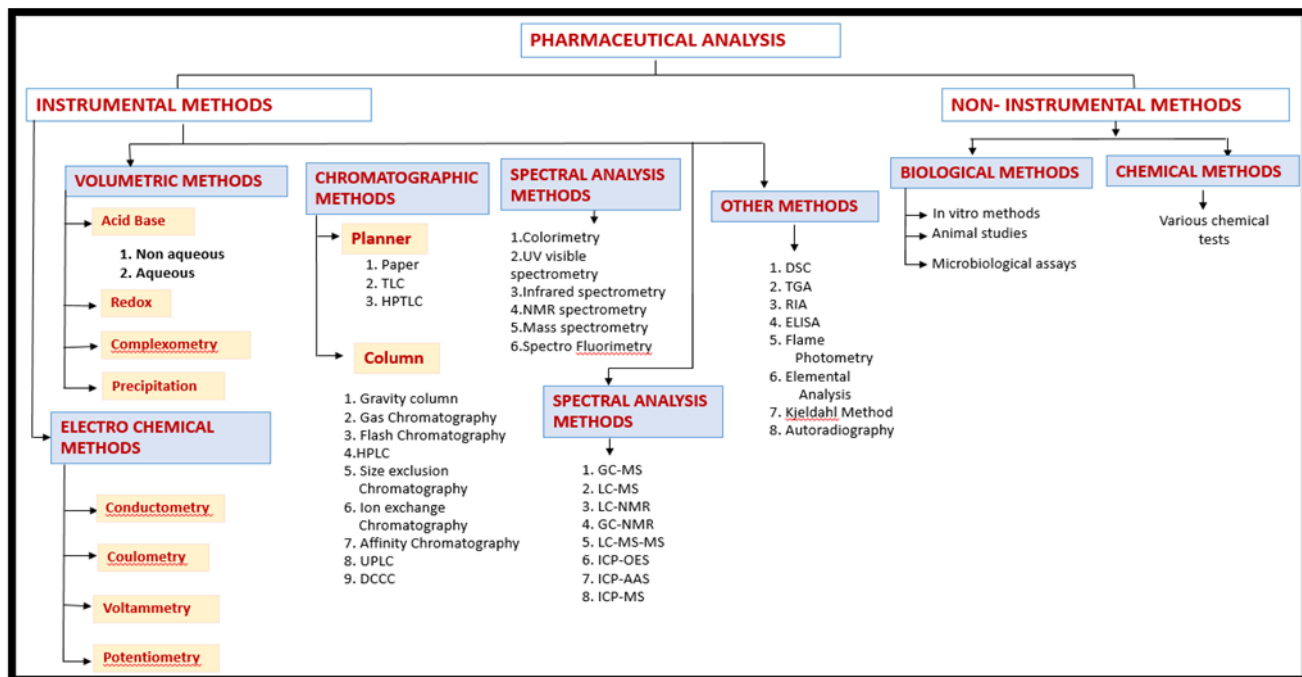 PHARMACEUTICAL ANALYSIS
INSTRUMENTAL METHODS
NON- INSTRUMENTAL METHODS
VOLUMETRIC METHODS
Acid Base
1. Non aqueous
2. Aqueous
Redox
Complexometry
Precipitation
ELECTRO CHEMICAL
METHODS
Conductometry
Coulometry
Voltammetry
Potentiometry
CHROMATOGRAPHIC
METHODS
Planner
1. Paper
2. TLC
3. HPTLC
Column
1. Gravity column
2. Gas Chromatography
3. Flash Chromatography
4.HPLC
5. Size exclusion
Chromatography
6. Ion exchange
Chromatography
7. Affinity Chromatography
8. UPLC
9. DCCC
SPECTRAL ANALYSIS
METHODS
1.Colorimetry
2.UV visible
spectrometry
3.Infrared spectrometry
4.NMR spectrometry
5.Mass spectrometry
6.Spectro Fluorimetry
SPECTRAL ANALYSIS
METHODS
1. GC-MS
2. LC-MS
3. LC-NMR
4. GC-NMR
5. LC-MS-MS
6. ICP-OES
7. ICP-AAS
8. ICP-MS
OTHER METHODS
1. DSC
2. TGA
3. RIA
4. ELISA
5. Flame
Photometry
6. Elemental
Analysis
7. Kjeldahl Method
8. Autoradiography
BIOLOGICAL METHODS
In vitro methods
Animal studies
Microbiological assays
CHEMICAL METHODS
Various chemical
tests